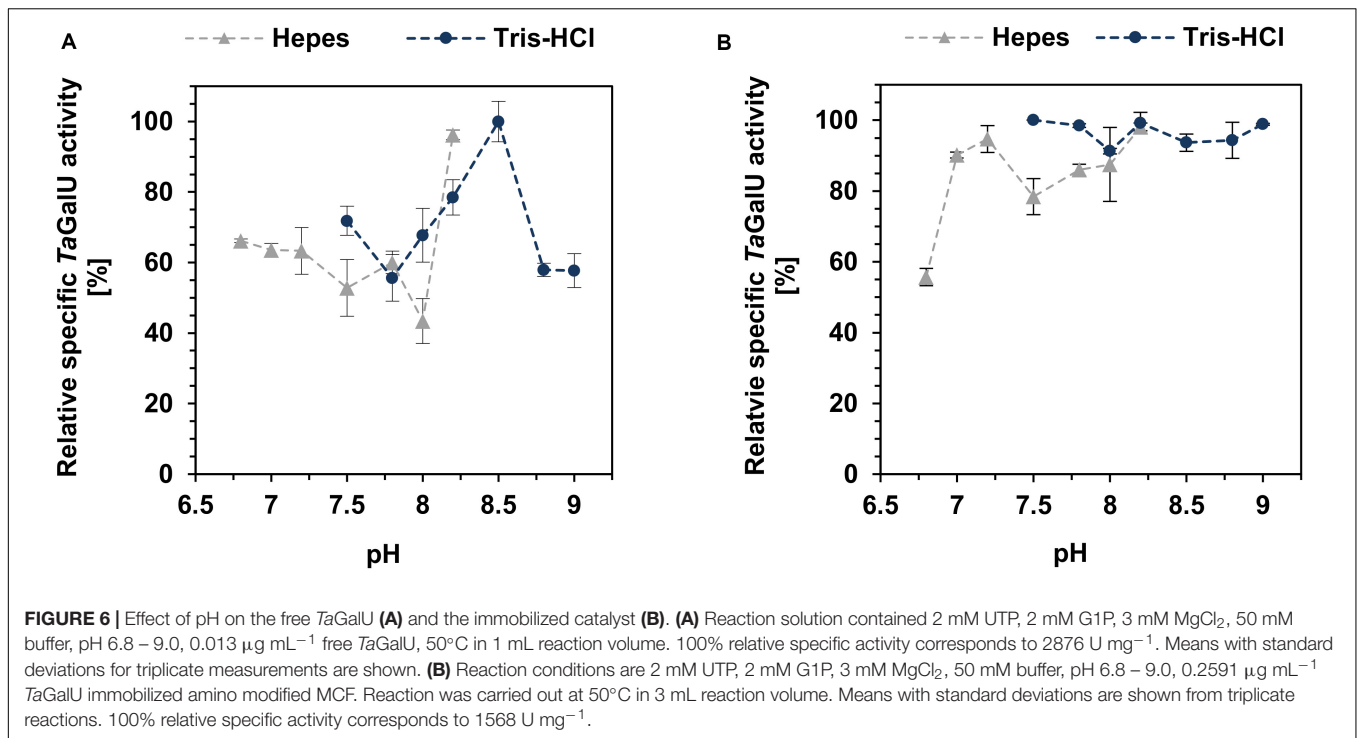 A
Hepes
Tris-HCl
Relative specific TaGalU activity
[%]
100
80
60
40
20
0
6.5 7 7.5 8 8.5 9
pH
B
Hepes
Tris-HCl
Relatvie specific TaGalU activity
[%]
100
80
60
40
20
0
6.5 7 7.5 8 8.5 9
pH
FIGURE 6 | Effect of pH on the free TaGalU (A) and the immobilized catalyst (B). (A) Reaction solution contained 2 mM UTP, 2 mM G1P, 3 mM MgCl₂, 50 mM
buffer, pH 6.8 – 9.0, 0.013 μg mL⁻¹ free TaGalU, 50°C in 1 mL reaction volume. 100% relative specific activity corresponds to 2876 U mg⁻¹. Means with standard
deviations for triplicate measurements are shown. (B) Reaction conditions are 2 mM UTP, 2 mM G1P, 3 mM MgCl₂, 50 mM buffer, pH 6.8 – 9.0, 0.2591 μg mL⁻¹
TaGalU immobilized amino modified MCF. Reaction was carried out at 50°C in 3 mL reaction volume. Means with standard deviations are shown from triplicate
reactions. 100% relative specific activity corresponds to 1568 U mg⁻¹.